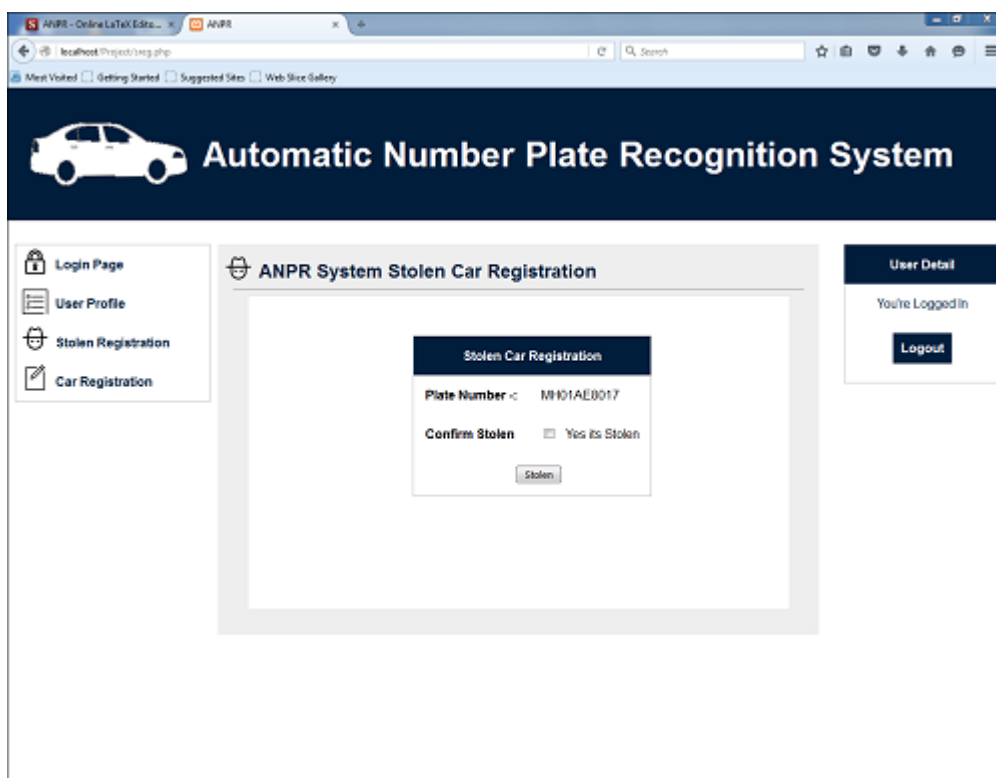 ANPR - Online LaTeX Edito...
ANPR
localhost/Project/sreg.php
Search
Most Visited
Getting Started
Suggested Sites
Web Slice Gallery
Automatic Number Plate Recognition System
Login Page
User Profile
Stolen Registration
Car Registration
ANPR System Stolen Car Registration
Stolen Car Registration
Plate Number -: MH01AE8017
Confirm Stolen Yes its Stolen
Stolen
User Detail
You're Logged In
Logout